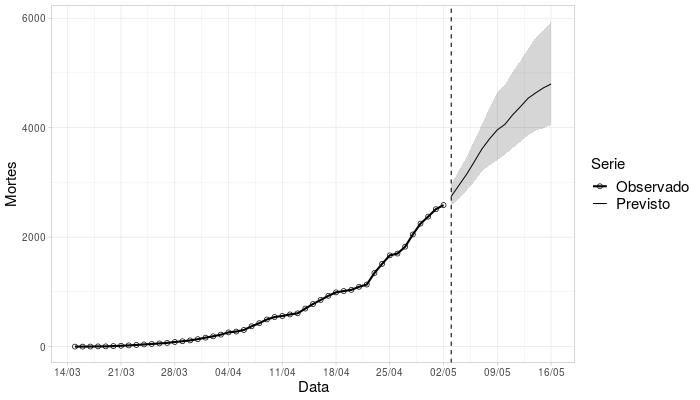 6000
4000
2000
0
Mortes
14/03 21/03 28/03 04/04 11/04 18/04 25/04 02/05 09/05 16/05
Data
Serie
Observado
Previsto